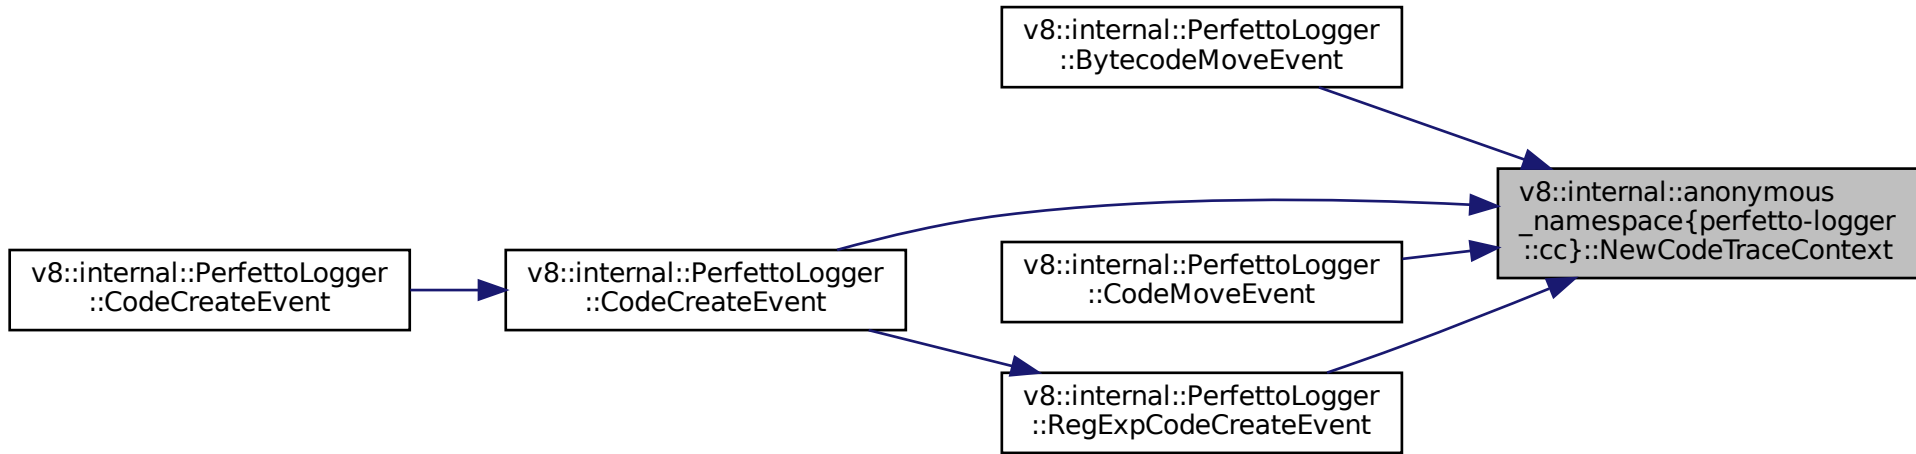 v8::internal::PerfettoLogger
::BytecodeMoveEvent
v8::internal::anonymous
_namespace{perfetto-logger
::cc}::NewCodeTraceContext
v8::internal::PerfettoLogger
::CodeCreateEvent
v8::internal::PerfettoLogger
::CodeCreateEvent
v8::internal::PerfettoLogger
::CodeMoveEvent
v8::internal::PerfettoLogger
::RegExpCodeCreateEvent